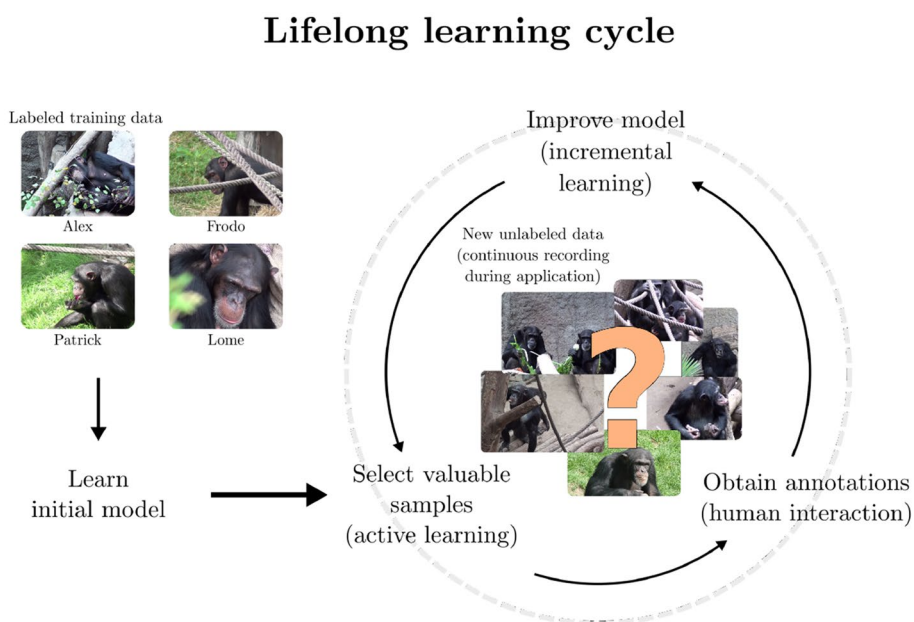 Lifelong learning cycle
Labeled training data
Alex
Frodo
Patrick
Lome
Learn
initial model
Improve model
(incremental
learning)
New unlabeled data
(continuous recording
during application)
?
Select valuable
samples
(active learning)
Obtain annotations
(human interaction)